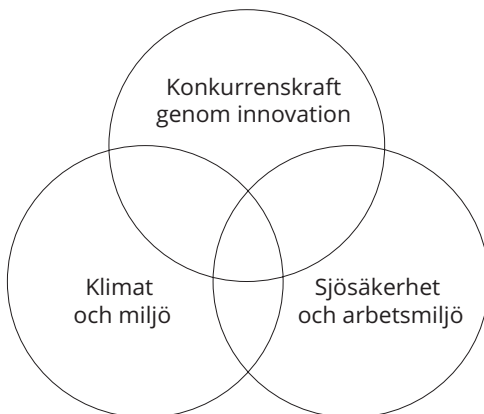 Konkurrenskraft
genom innovation
Klimat
och miljö
Sjösäkerhet
och arbetsmiljö